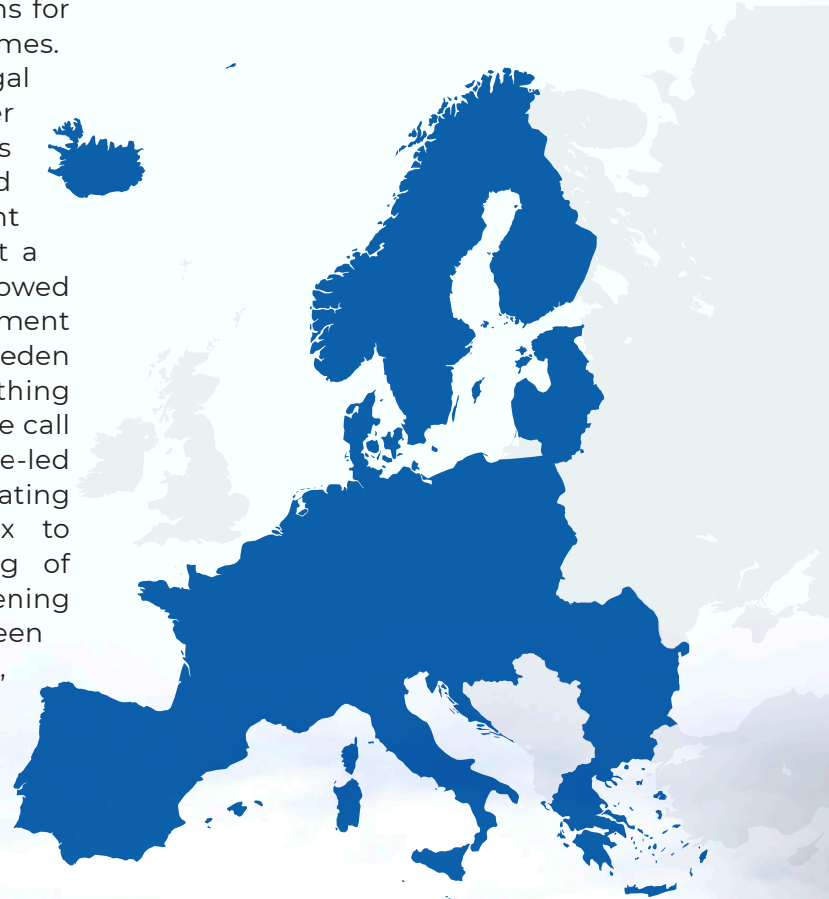 ns for
mes.
gal
er
s
d
nt
t a
owed
ment
eden
thing
e call
e-led
ating
x to
g of
ening
een
,